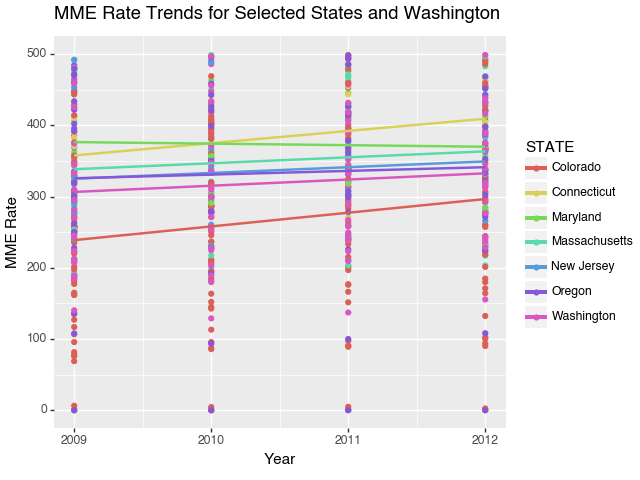 MME Rate Trends for Selected States and Washington
500
400
300
200
100
0
MME Rate
2009
2010
2011
2012
Year
STATE
Colorado
Connecticut
Maryland
Massachusetts
New Jersey
Oregon
Washington